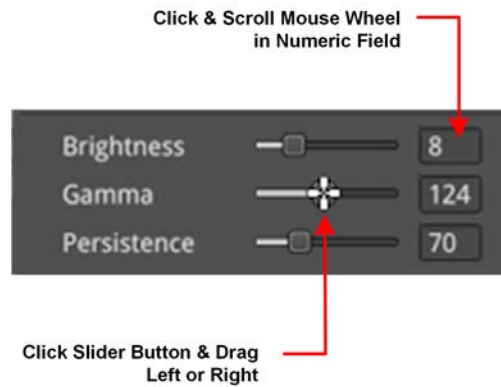 Click & Scroll Mouse Wheel
in Numeric Field
Brightness 8
Gamma 124
Persistence 70
Click Slider Button & Drag
Left or Right